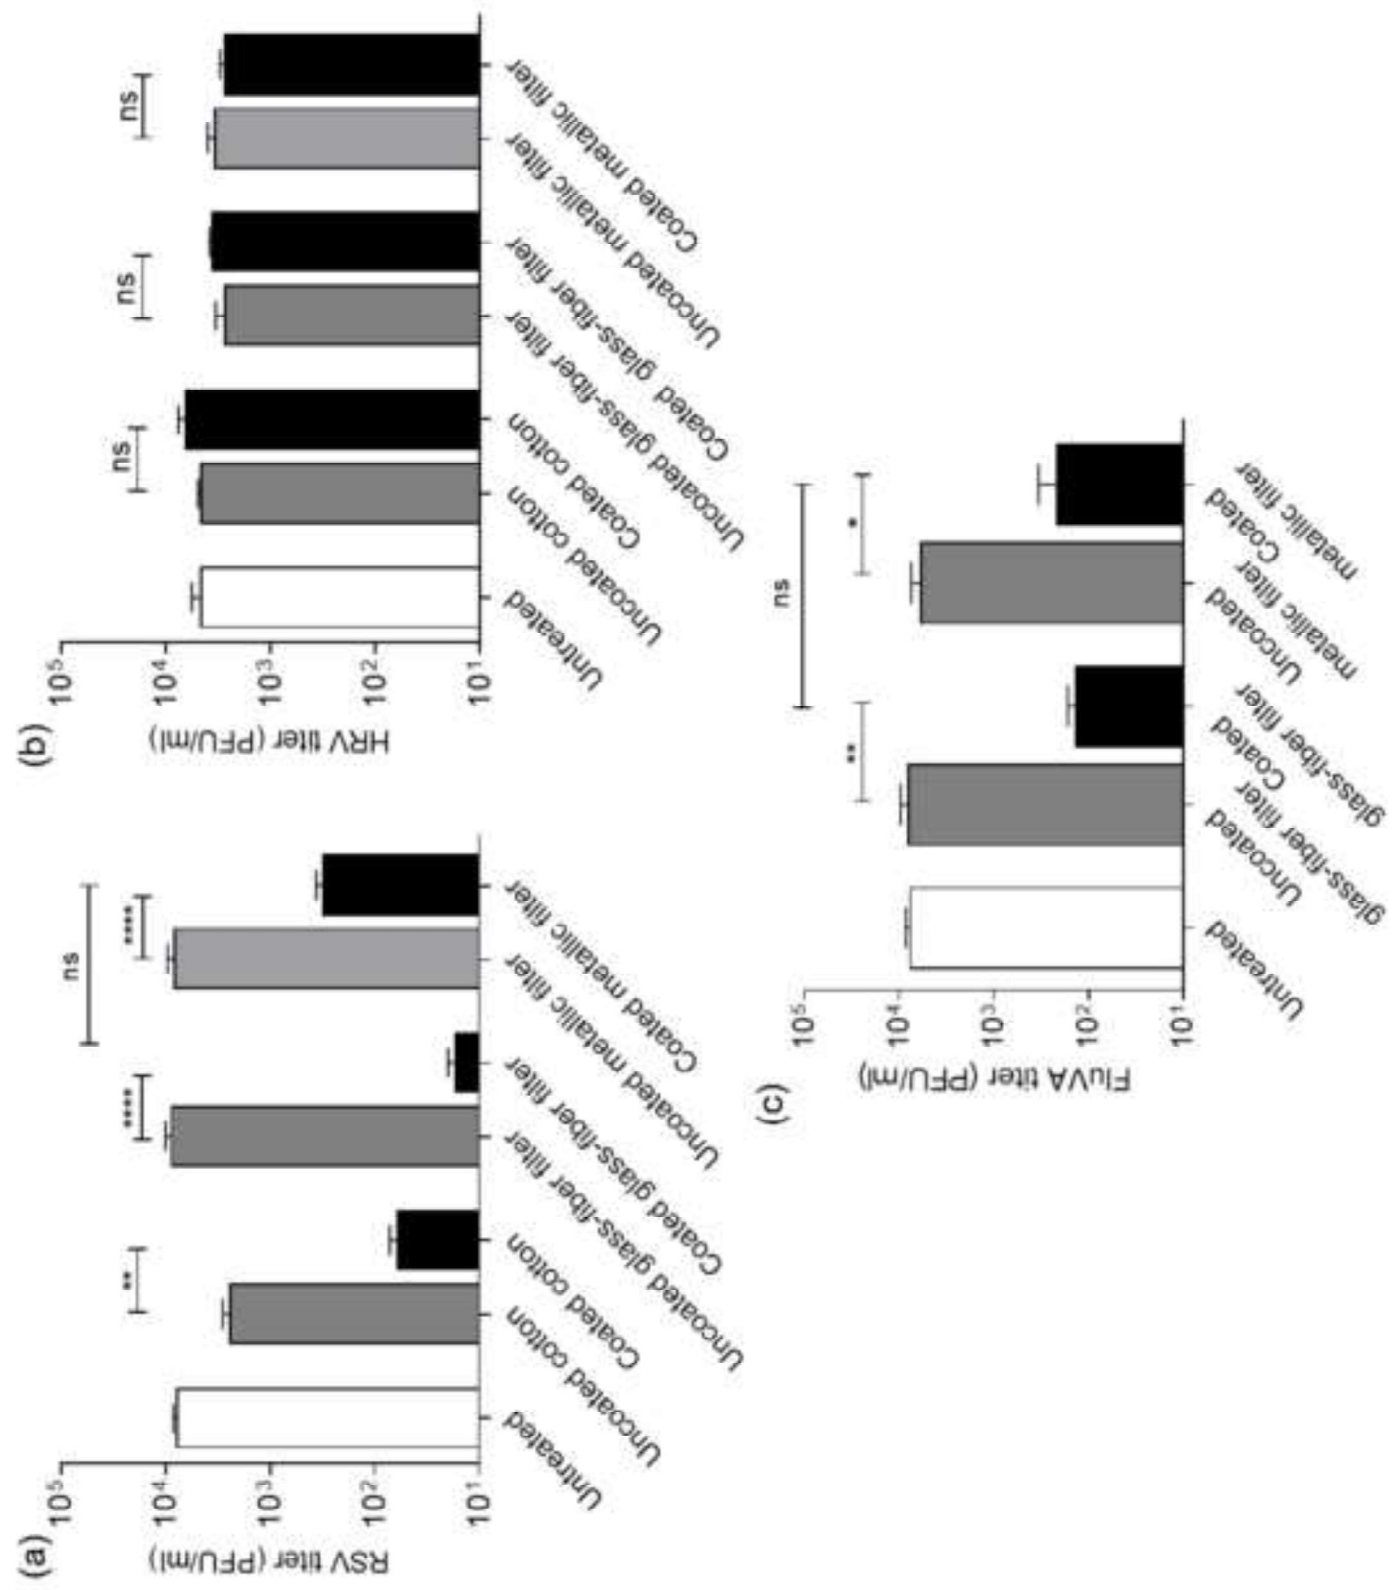 (a)
RSV titer (PFU/ml)
10⁵
10⁴
10³
10²
10¹
ns
**
****
****
Untreated
Uncoated cotton
Coated cotton
Uncoated glass-fiber filter
Coated glass-fiber filter
Uncoated metallic filter
Coated metallic filter
(b)
HRV titer (PFU/ml)
10⁵
10⁴
10³
10²
10¹
ns
ns
ns
Untreated
Uncoated cotton
Coated cotton
Uncoated glass-fiber filter
Coated glass-fiber filter
Uncoated metallic filter
Coated metallic filter
(c)
FluVA titer (PFU/ml)
10⁵
10⁴
10³
10²
10¹
ns
**
*
Untreated
Uncoated
glass-fiber filter
Coated
glass-fiber filter
Uncoated
metallic filter
Coated
metallic filter